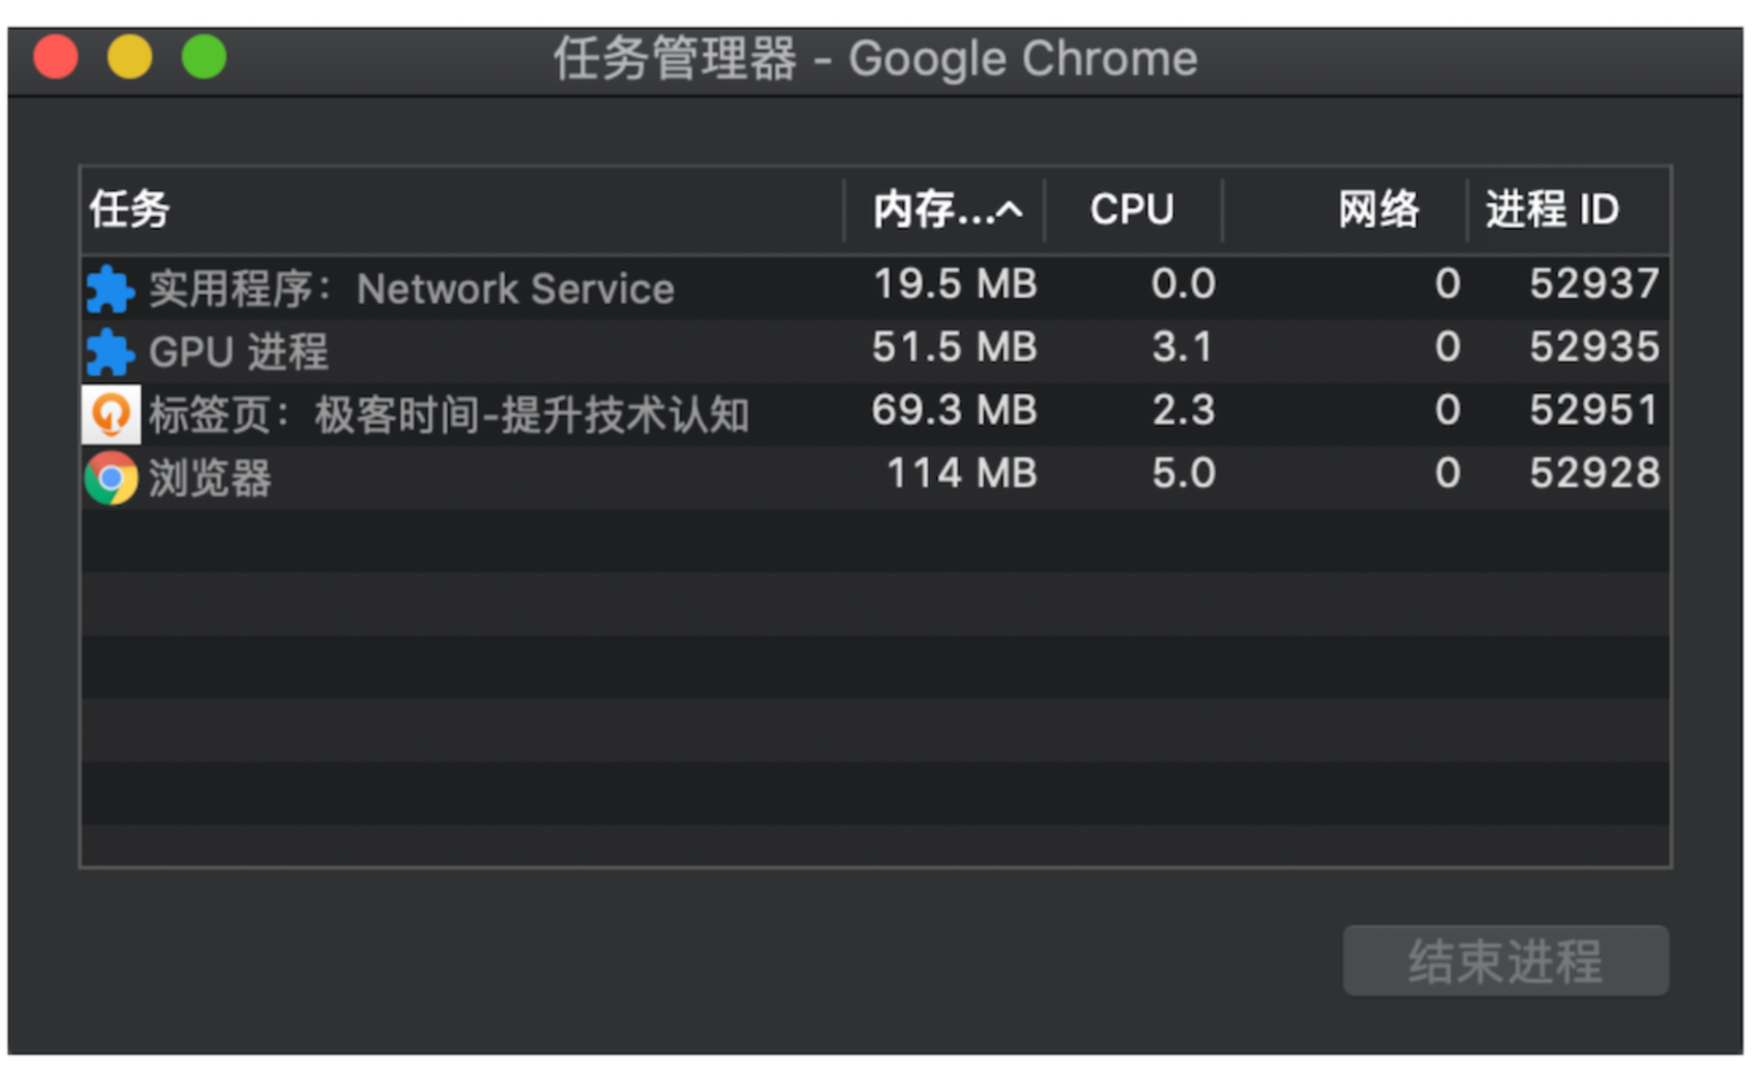 任务管理器 - Google Chrome
任务 内存... CPU 网络 进程 ID
实用程序：Network Service 19.5 MB 0.0 0 52937
GPU 进程 51.5 MB 3.1 0 52935
标签页：极客时间-提升技术认知 69.3 MB 2.3 0 52951
浏览器 114 MB 5.0 0 52928
结束进程